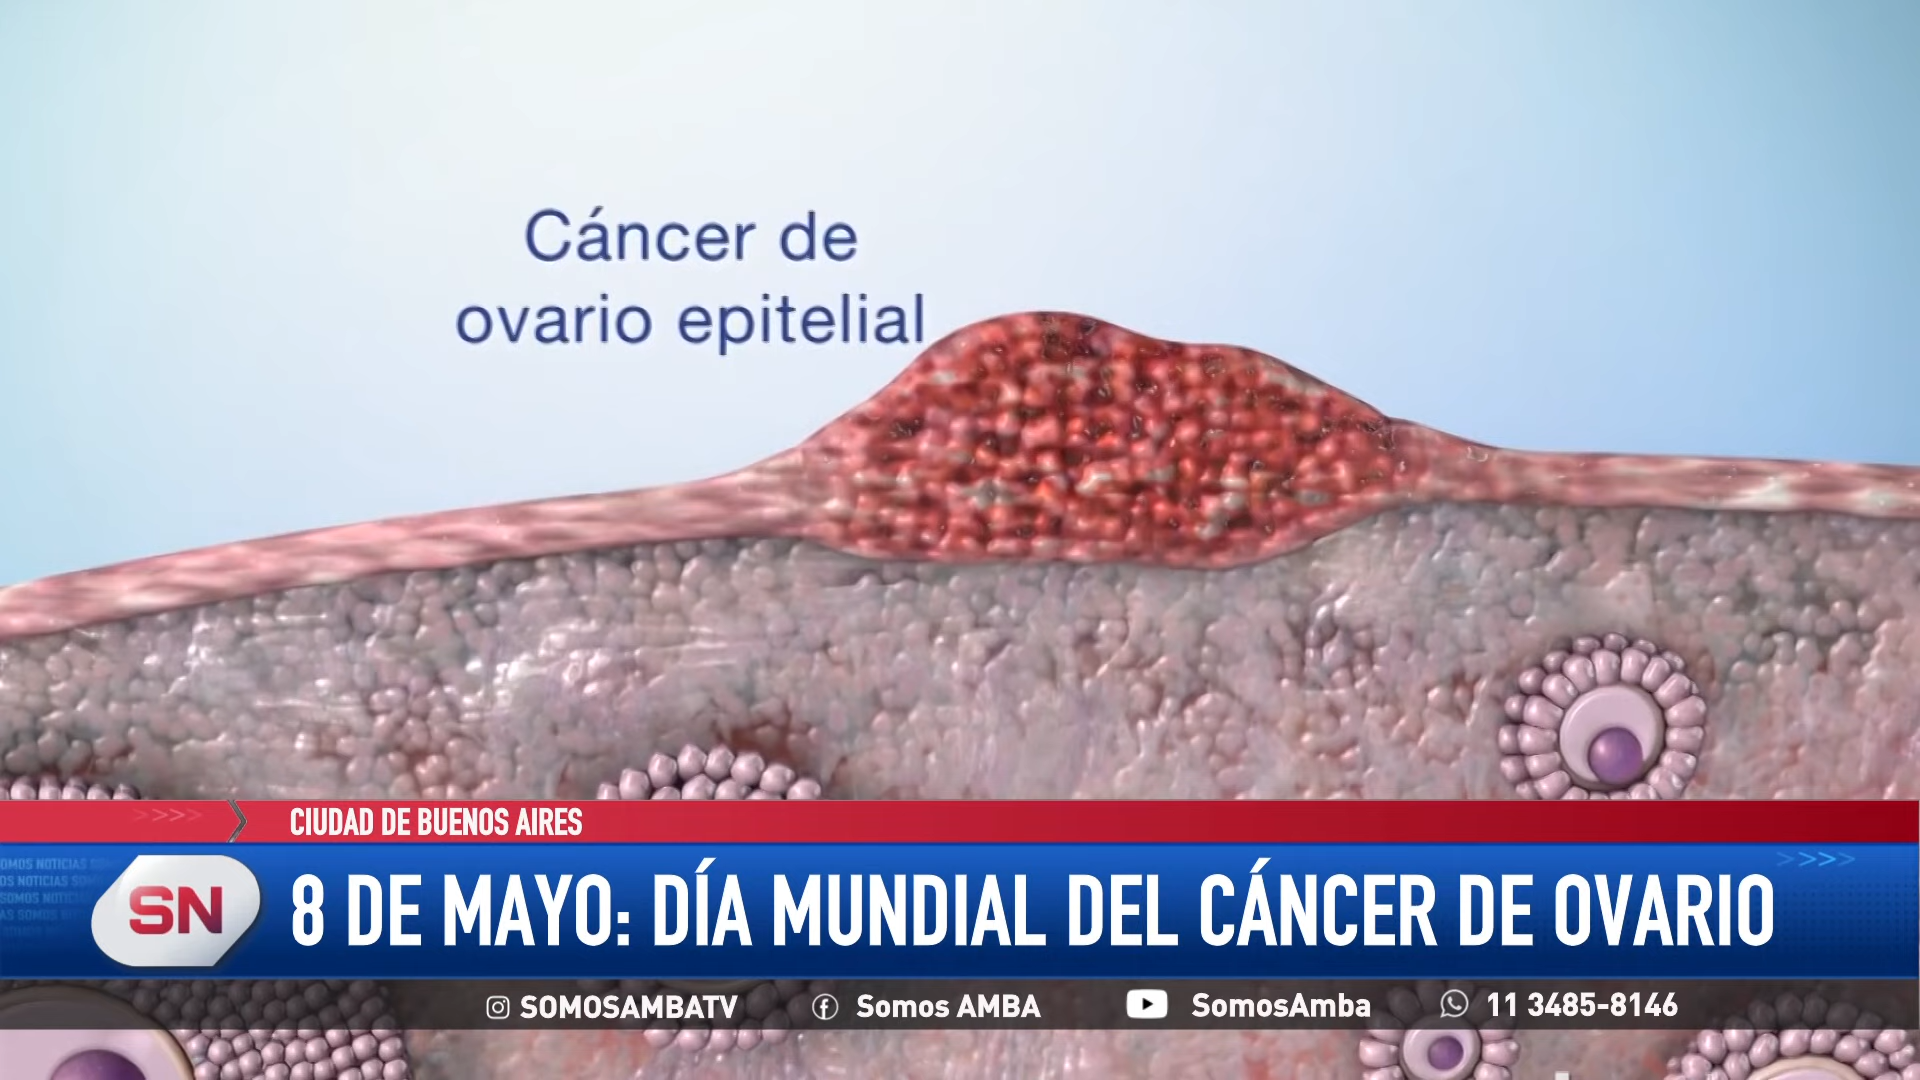 Cáncer de
ovario epitelial
CIUDAD DE BUENOS AIRES
SN
8 DE MAYO: DÍA MUNDIAL DEL CÁNCER DE OVARIO
SOMOSAMBATV Somos AMBA SomosAmba 11 3485-8146